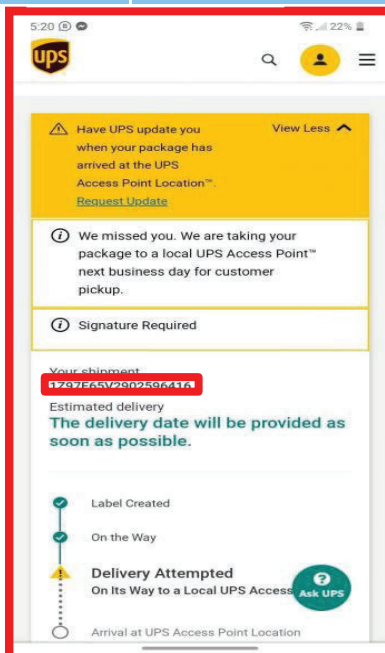 5:20
22%
ups
Have UPS update you
View Less
when your package has
arrived at the UPS
Access Point Location™.
Request Update
We missed you. We are taking your
package to a local UPS Access Point™
next business day for customer
pickup.
Signature Required
Your shipment
Estimated delivery
The delivery date will be provided as
soon as possible.
Label Created
On the Way
Delivery Attempted
On Its Way to a Local UPS Access
Ask UPS
Arrival at UPS Access Point Location